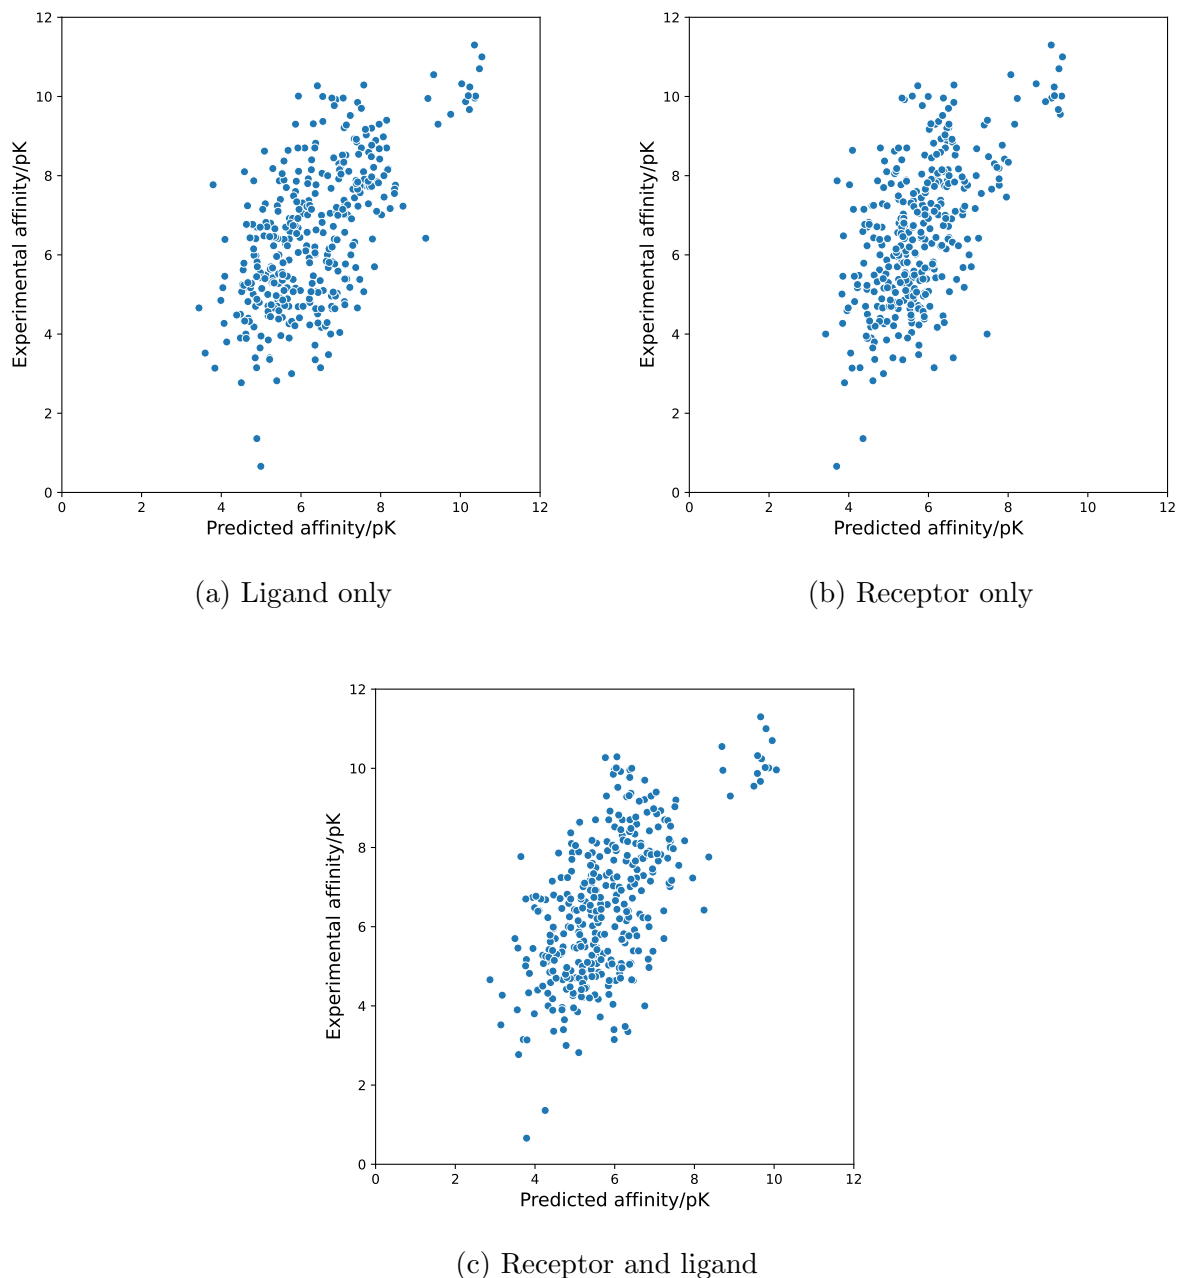 12
10
8
6
4
2
0
Experimental affinity/pK
0 2 4 6 8 10 12
Predicted affinity/pK
(a) Ligand only
12
10
8
6
4
2
0
Experimental affinity/pK
0 2 4 6 8 10 12
Predicted affinity/pK
(b) Receptor only
12
10
8
6
4
2
0
Experimental affinity/pK
0 2 4 6 8 10 12
Predicted affinity/pK
(c) Receptor and ligand